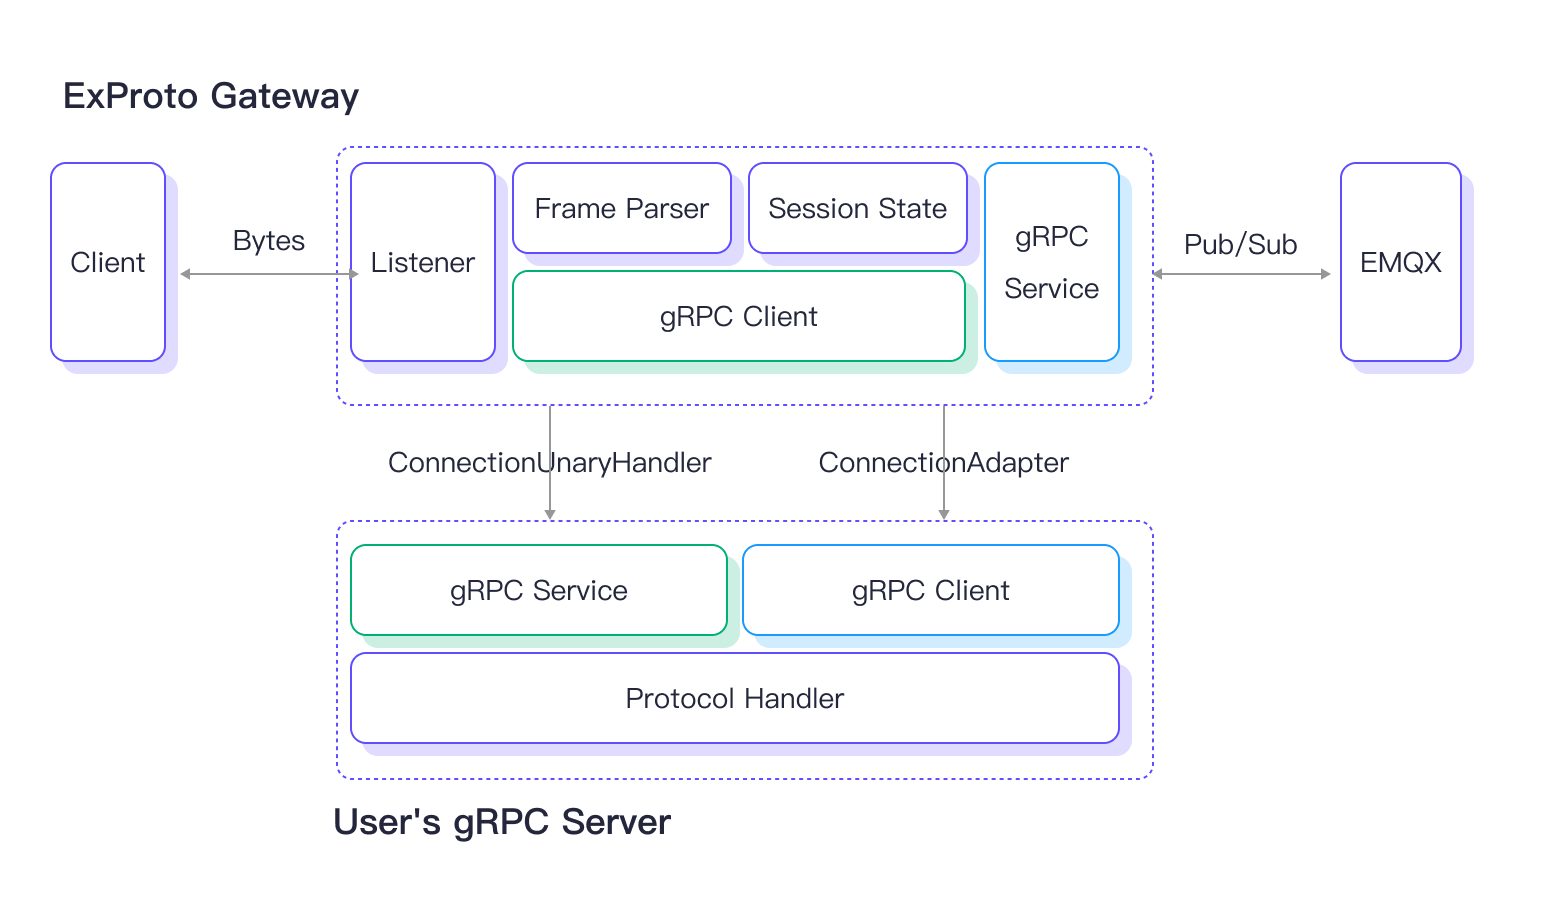 ExProto Gateway
Client
Bytes
Listener
Frame Parser
Session State
gRPC Client
gRPC
Service
Pub/Sub
EMQX
ConnectionUnaryHandler
ConnectionAdapter
gRPC Service
gRPC Client
Protocol Handler
User's gRPC Server